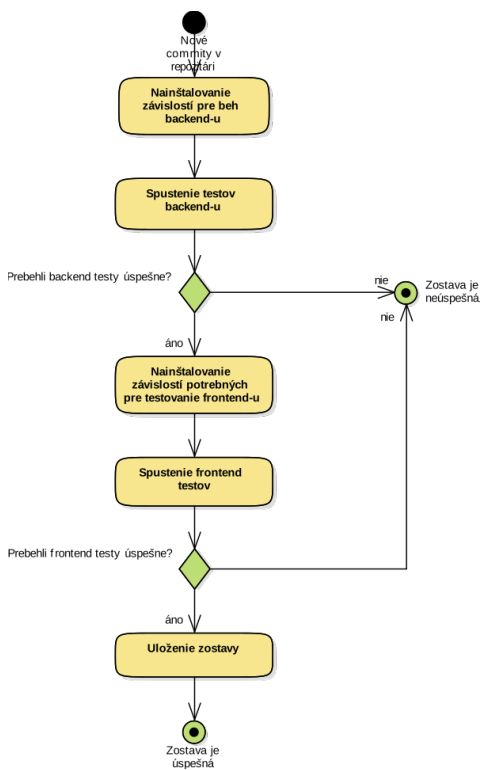 Nové
commity v
repozitári
Nainštalovanie
závislostí pre beh
backend-u
Spustenie testov
backend-u
Prebehli backend testy úspešne?
nie
Zostava je
neúspešná
nie
áno
Nainštalovanie
závislostí potrebných
pre testovanie frontend-u
Spustenie frontend
testov
Prebehli frontend testy úspešne?
áno
Uloženie zostavy
Zostava je
úspešná